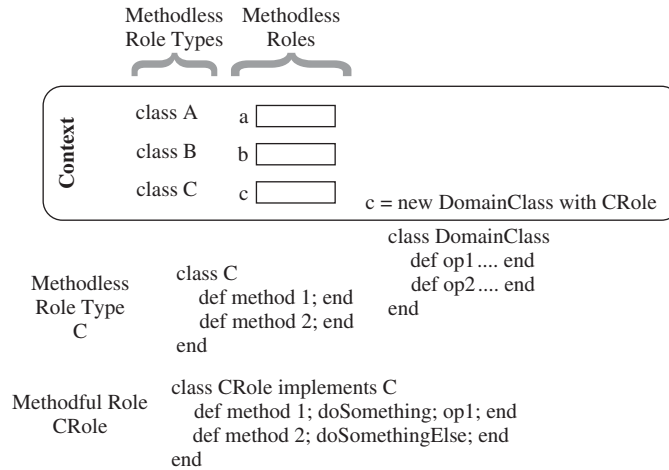 Methodless
Role Types
Methodless
Roles
Context
class A
a
class B
b
class C
c
c = new DomainClass with CRole
class DomainClass
def op1.... end
def op2.... end
end
Methodless
Role Type
C
class C
def method 1; end
def method 2; end
end
Methodful Role
CRole
class CRole implements C
def method 1; doSomething; op1; end
def method 2; doSomethingElse; end
end